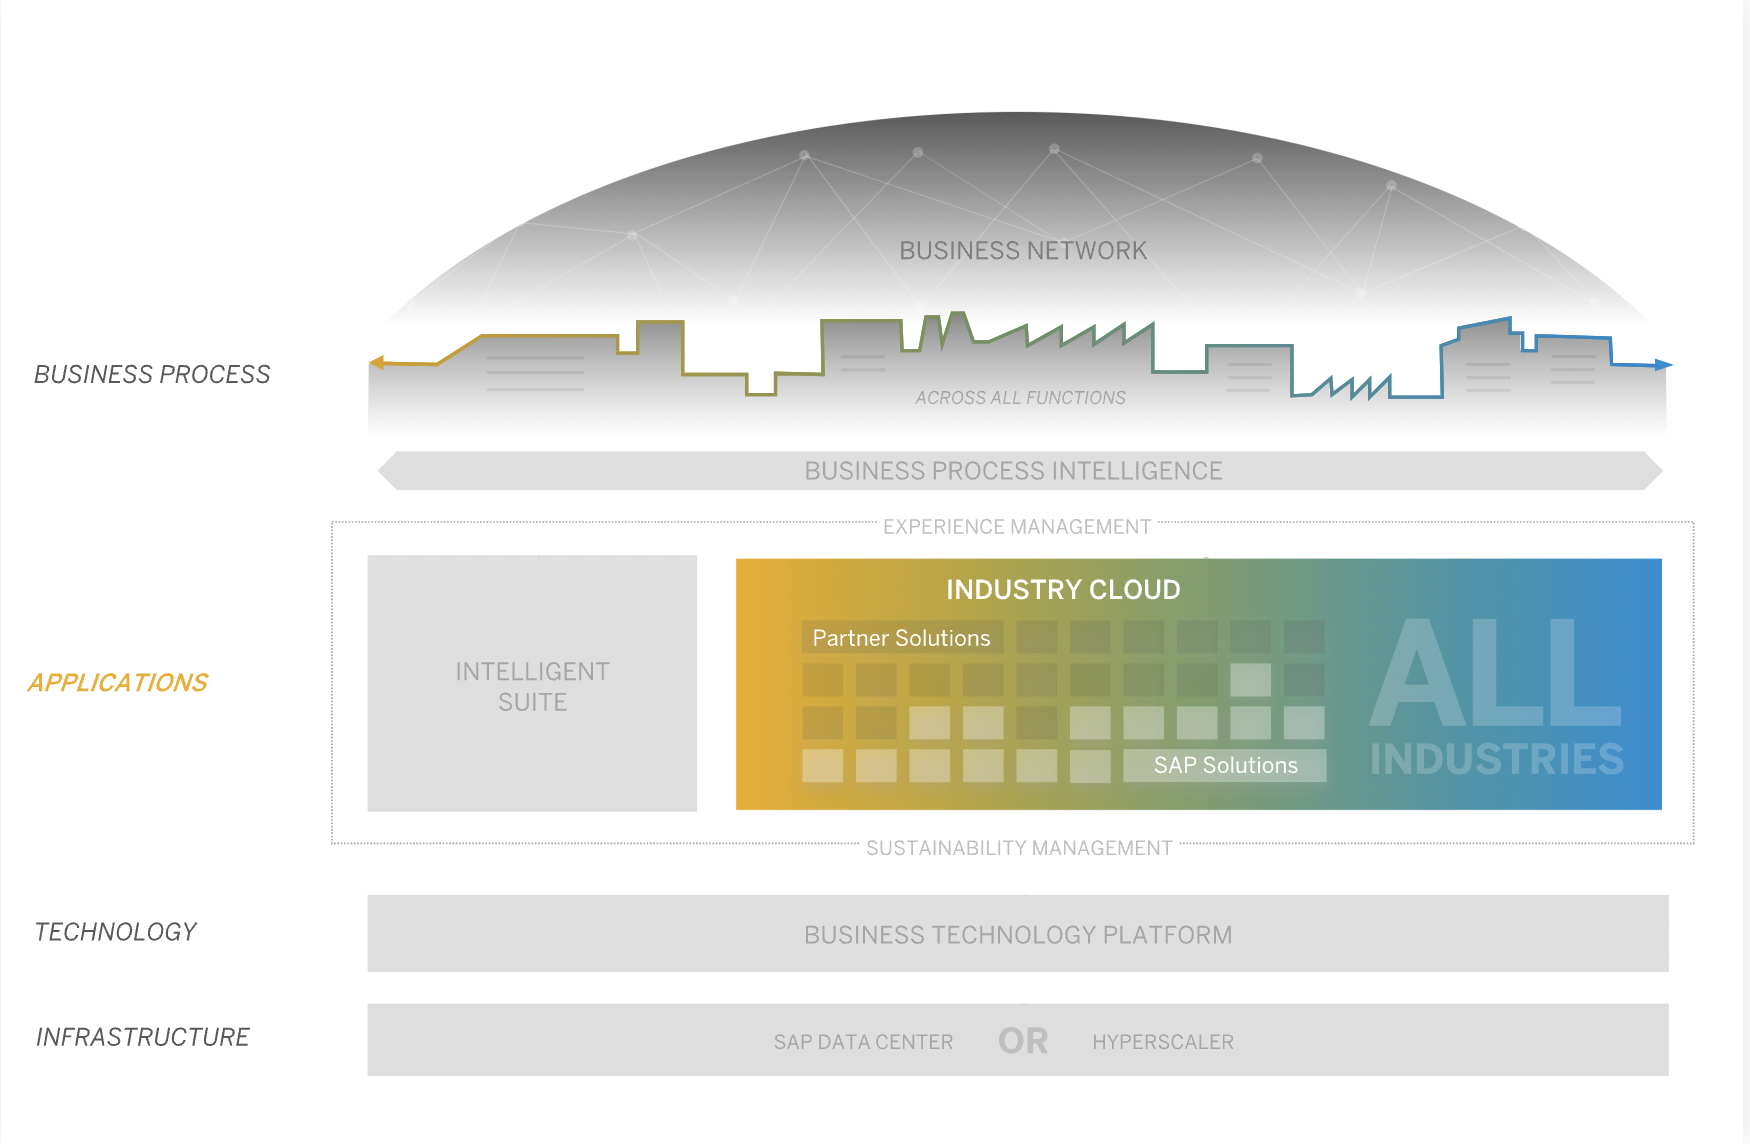 BUSINESS NETWORK
BUSINESS PROCESS
ACROSS ALL FUNCTIONS
BUSINESS PROCESS INTELLIGENCE
EXPERIENCE MANAGEMENT
APPLICATIONS
INTELLIGENT
SUITE
INDUSTRY CLOUD
Partner Solutions
SAP Solutions
ALL
INDUSTRIES
SUSTAINABILITY MANAGEMENT
TECHNOLOGY
BUSINESS TECHNOLOGY PLATFORM
INFRASTRUCTURE
SAP DATA CENTER OR HYPERSCALER